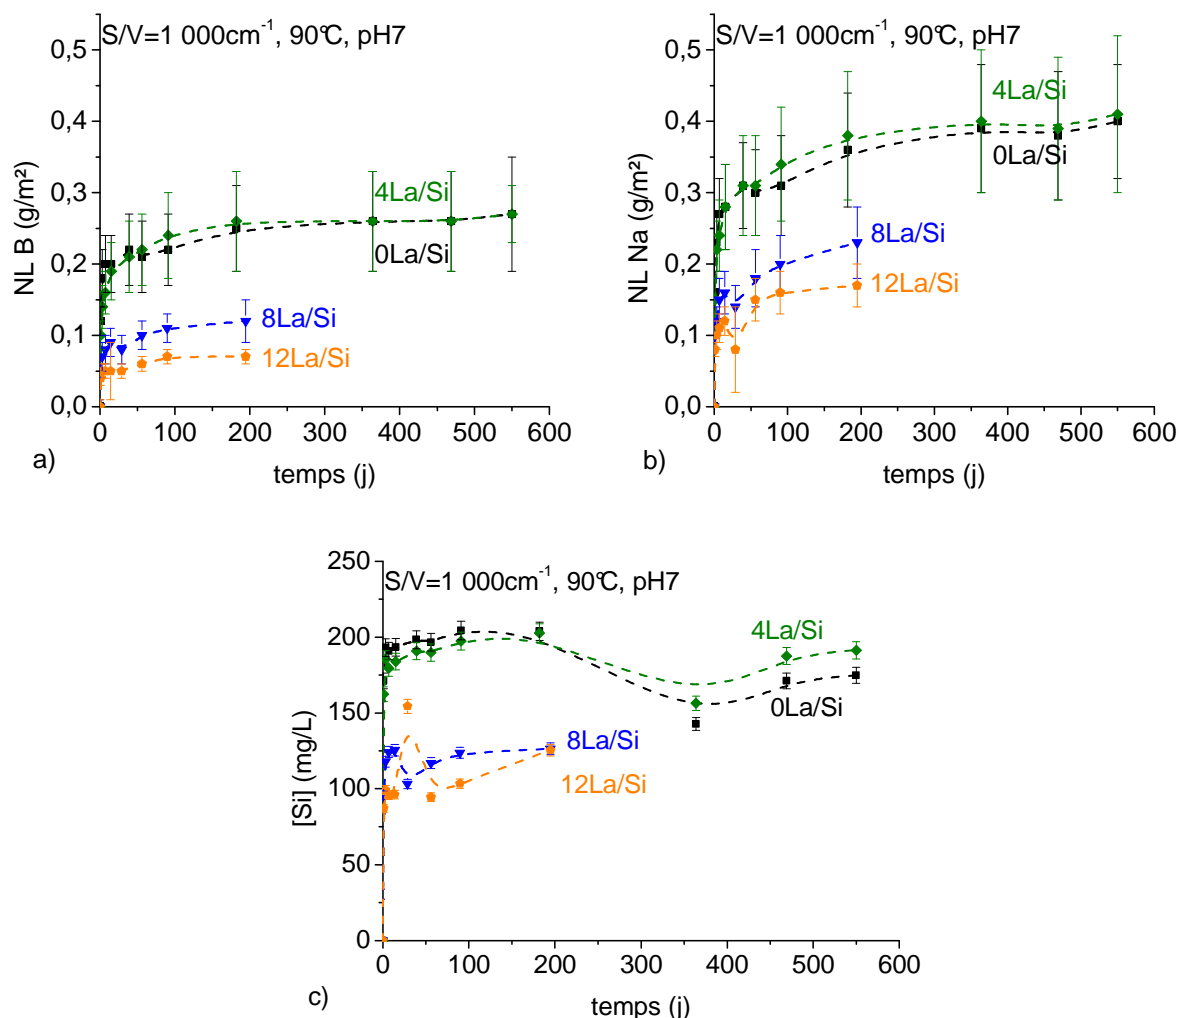 S/V=1 000cm⁻¹, 90°C, pH7
0,5
0,4
0,3
0,2
0,1
0,0
NL B (g/m²)
4La/Si
0La/Si
8La/Si
12La/Si
0 100 200 300 400 500 600
temps (j)
a)
S/V=1 000cm⁻¹, 90°C, pH7
0,5
0,4
0,3
0,2
0,1
0,0
NL Na (g/m²)
4La/Si
0La/Si
8La/Si
12La/Si
0 100 200 300 400 500 600
temps (j)
b)
250
S/V=1 000cm⁻¹, 90°C, pH7
200
150
100
50
0
[Si] (mg/L)
4La/Si
0La/Si
8La/Si
12La/Si
0 100 200 300 400 500 600
temps (j)
c)